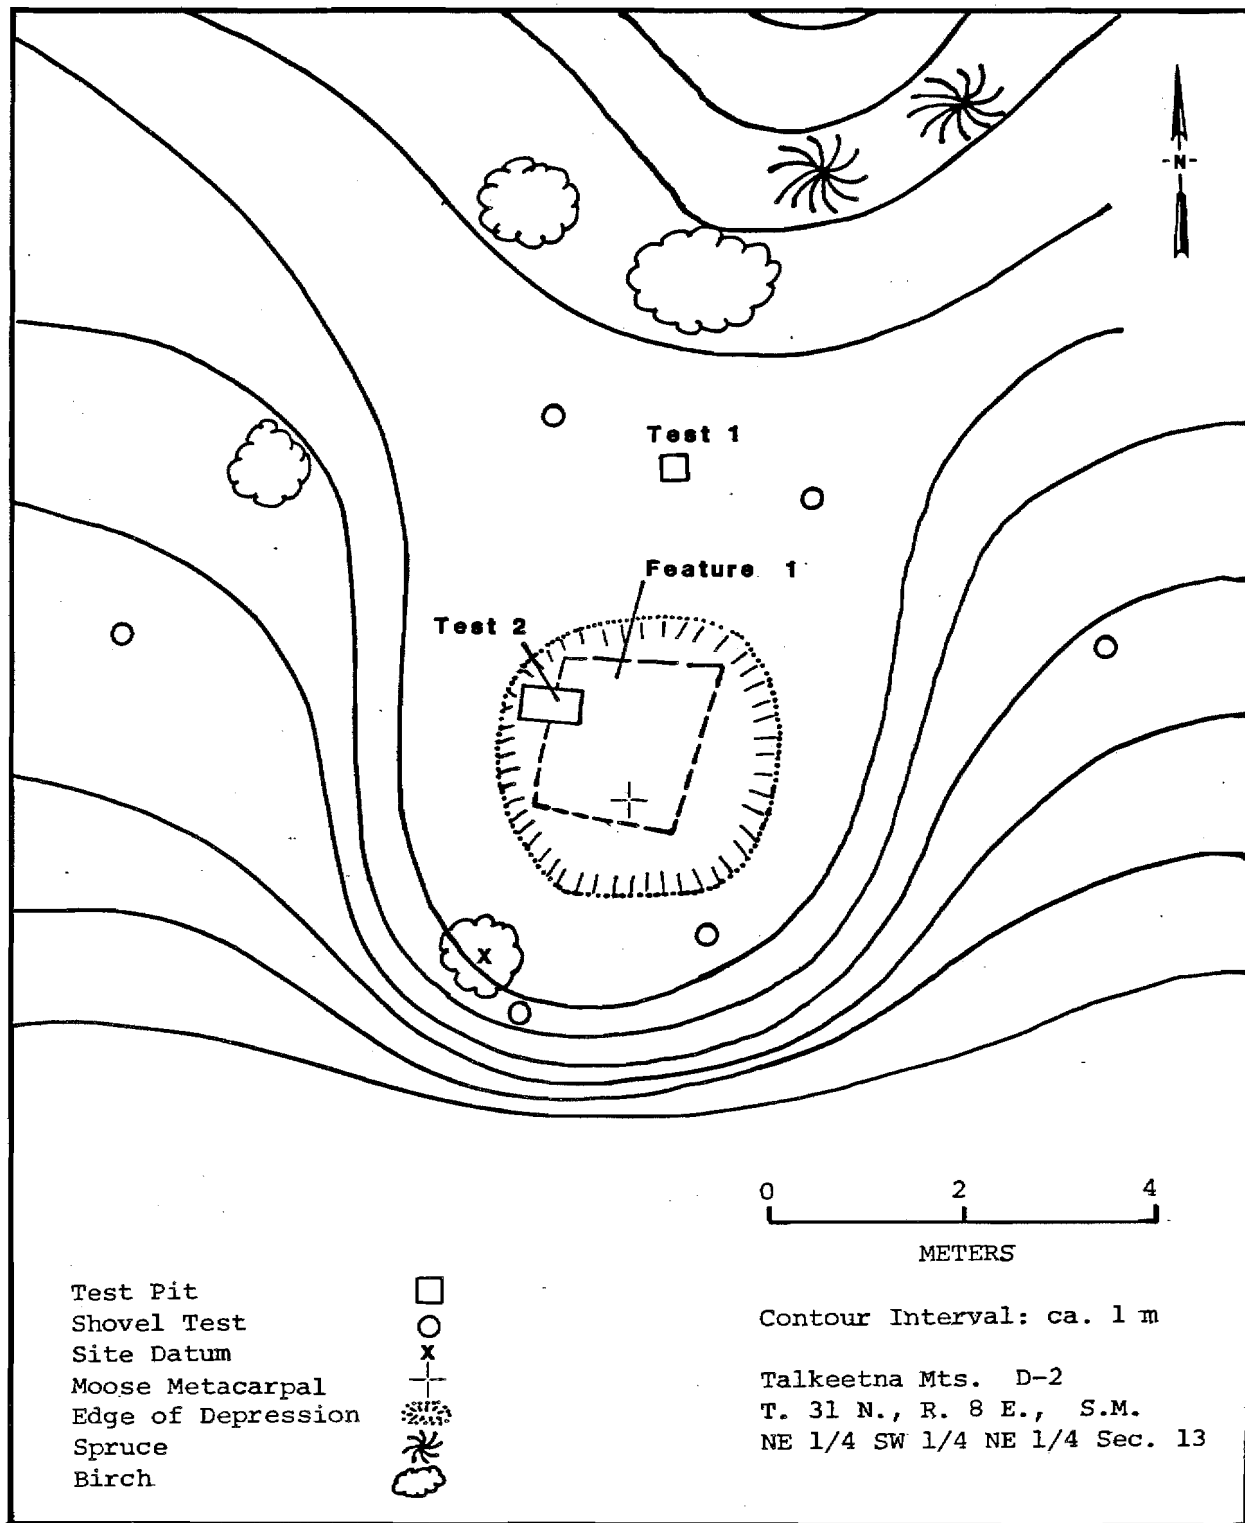 -N-
Test 1
Feature 1
Test 2
x
0 2 4
METERS
Test Pit
Shovel Test
Site Datum x
Moose Metacarpal
Edge of Depression
Spruce
Birch
Contour Interval: ca. 1 m
Talkeetna Mts. D-2
T. 31 N., R. 8 E., S.M.
NE 1/4 SW 1/4 NE 1/4 Sec. 13